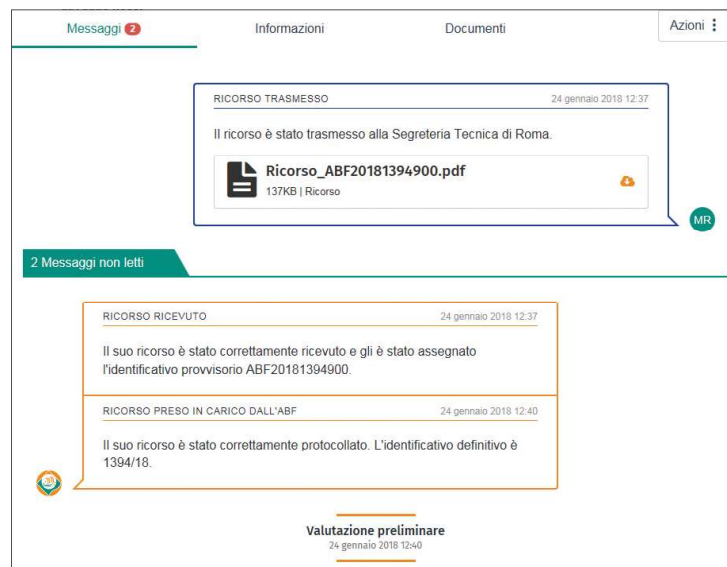 Messaggi 2
Informazioni
Documenti
Azioni
RICORSO TRASMESSO
24 gennaio 2018 12:37
Il ricorso è stato trasmesso alla Segreteria Tecnica di Roma.
Ricorso_ABF20181394900.pdf
137KB | Ricorso
MR
2 Messaggi non letti
RICORSO RICEVUTO
24 gennaio 2018 12:37
Il suo ricorso è stato correttamente ricevuto e gli è stato assegnato
l'identificativo provvisorio ABF20181394900.
RICORSO PRESO IN CARICO DALL'ABF
24 gennaio 2018 12:40
Il suo ricorso è stato correttamente protocollato. L'identificativo definitivo è
1394/18.
Valutazione preliminare
24 gennaio 2018 12:40